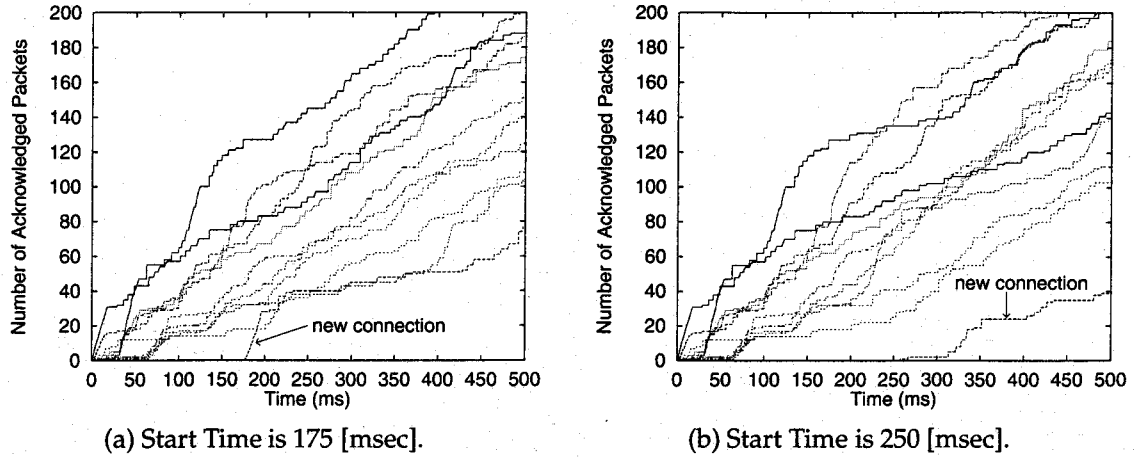 200
180
160
140
120
100
80
60
40
20
0
Number of Acknowledged Packets
new connection
0 50 100 150 200 250 300 350 400 450 500
Time (ms)
(a) Start Time is 175 [msec].
200
180
160
140
120
100
80
60
40
20
0
Number of Acknowledged Packets
new connection
0 50 100 150 200 250 300 350 400 450 500
Time (ms)
(b) Start Time is 250 [msec].